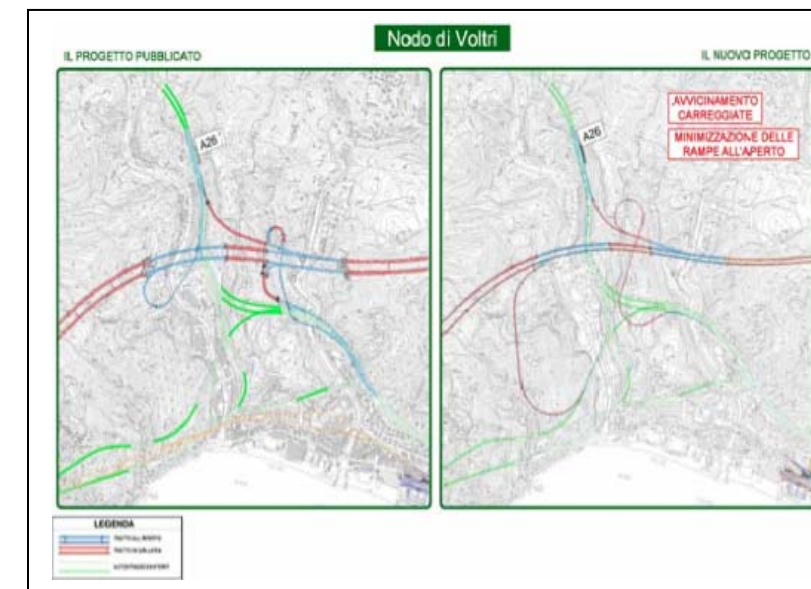 Nodo di Voltri
IL PROGETTO PUBBLICATO
IL NUOVO PROGETTO
A26
A26
AVVICINAMENTO
CARREGGIATE
MINIMIZZAZIONE DELLE
RAMPE ALL'APERTO
LEGENDA